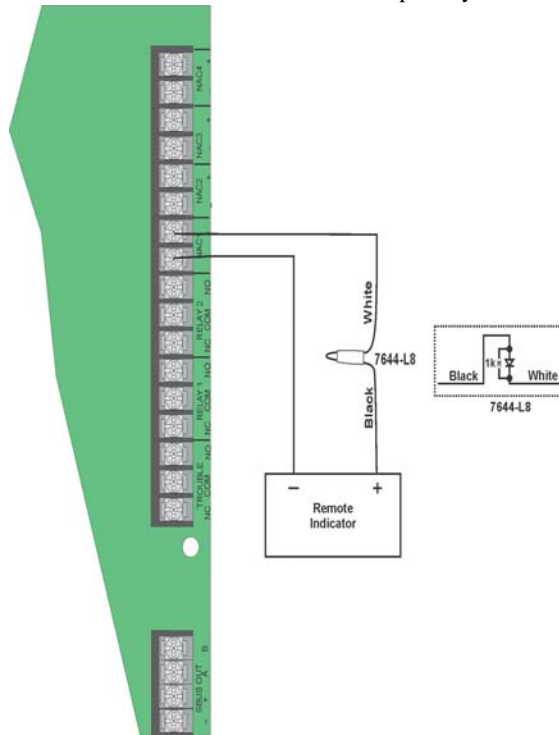 NAC4 +
NAC3 +
NAC2 +
NAC1
NC COM NO
RELAY 2
NC COM NO
RELAY 1
NC COM NO
TROUBLE
White
7644-L8
Black
1k
Black
White
7644-L8
− +
Remote
Indicator
− + A B
SBUS OUT